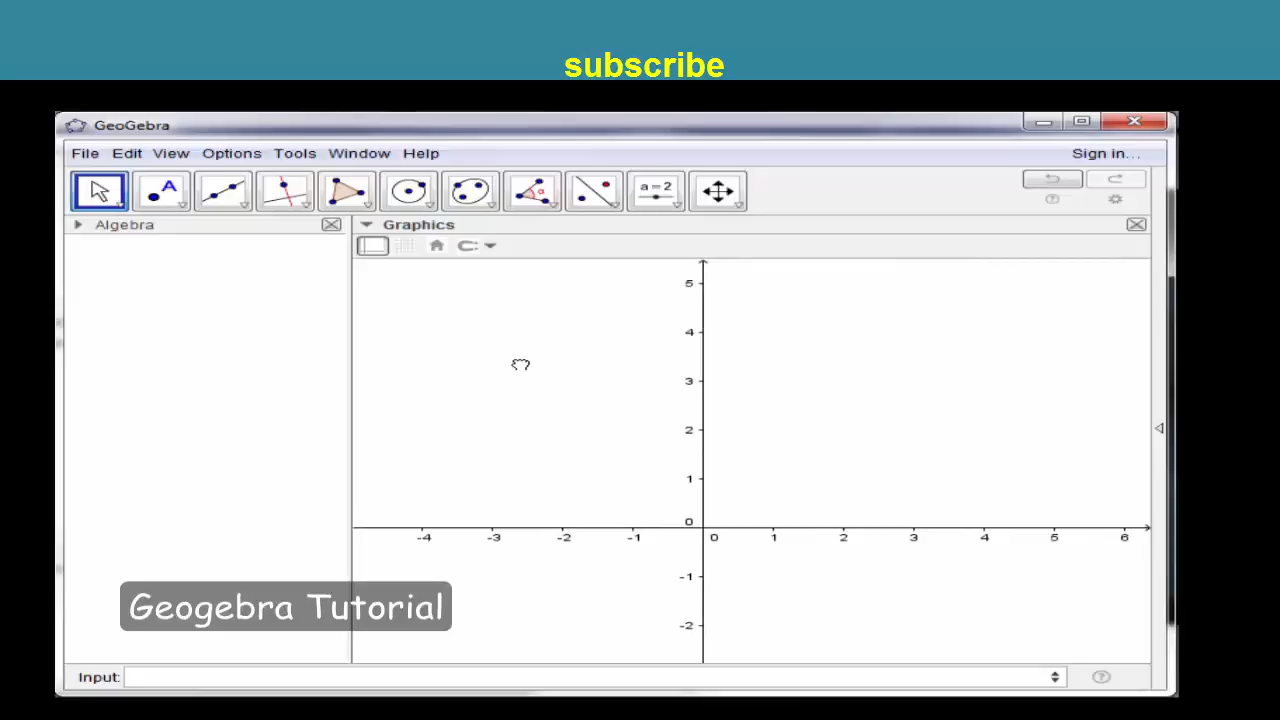 subscribe
GeoGebra
File Edit View Options Tools Window Help Sign in...
A
α
a=2
Algebra
Graphics
5
4
3
2
1
0
-4 -3 -2 -1 0 1 2 3 4 5 6
-1
-2
Geogebra Tutorial
Input: